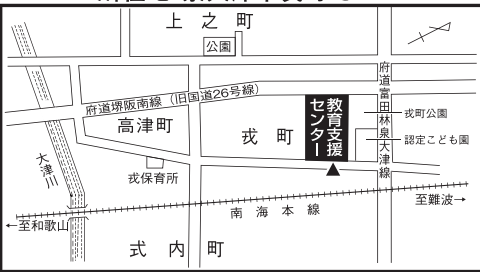 上之町
公園
府道堺阪南線（旧国道26号線）
高津町
戎町
教育支援
センター
府道富田林泉大津線
戎町公園
認定こども園
大津川
戎保育所
南海本線
至難波→
←至和歌山
式内町